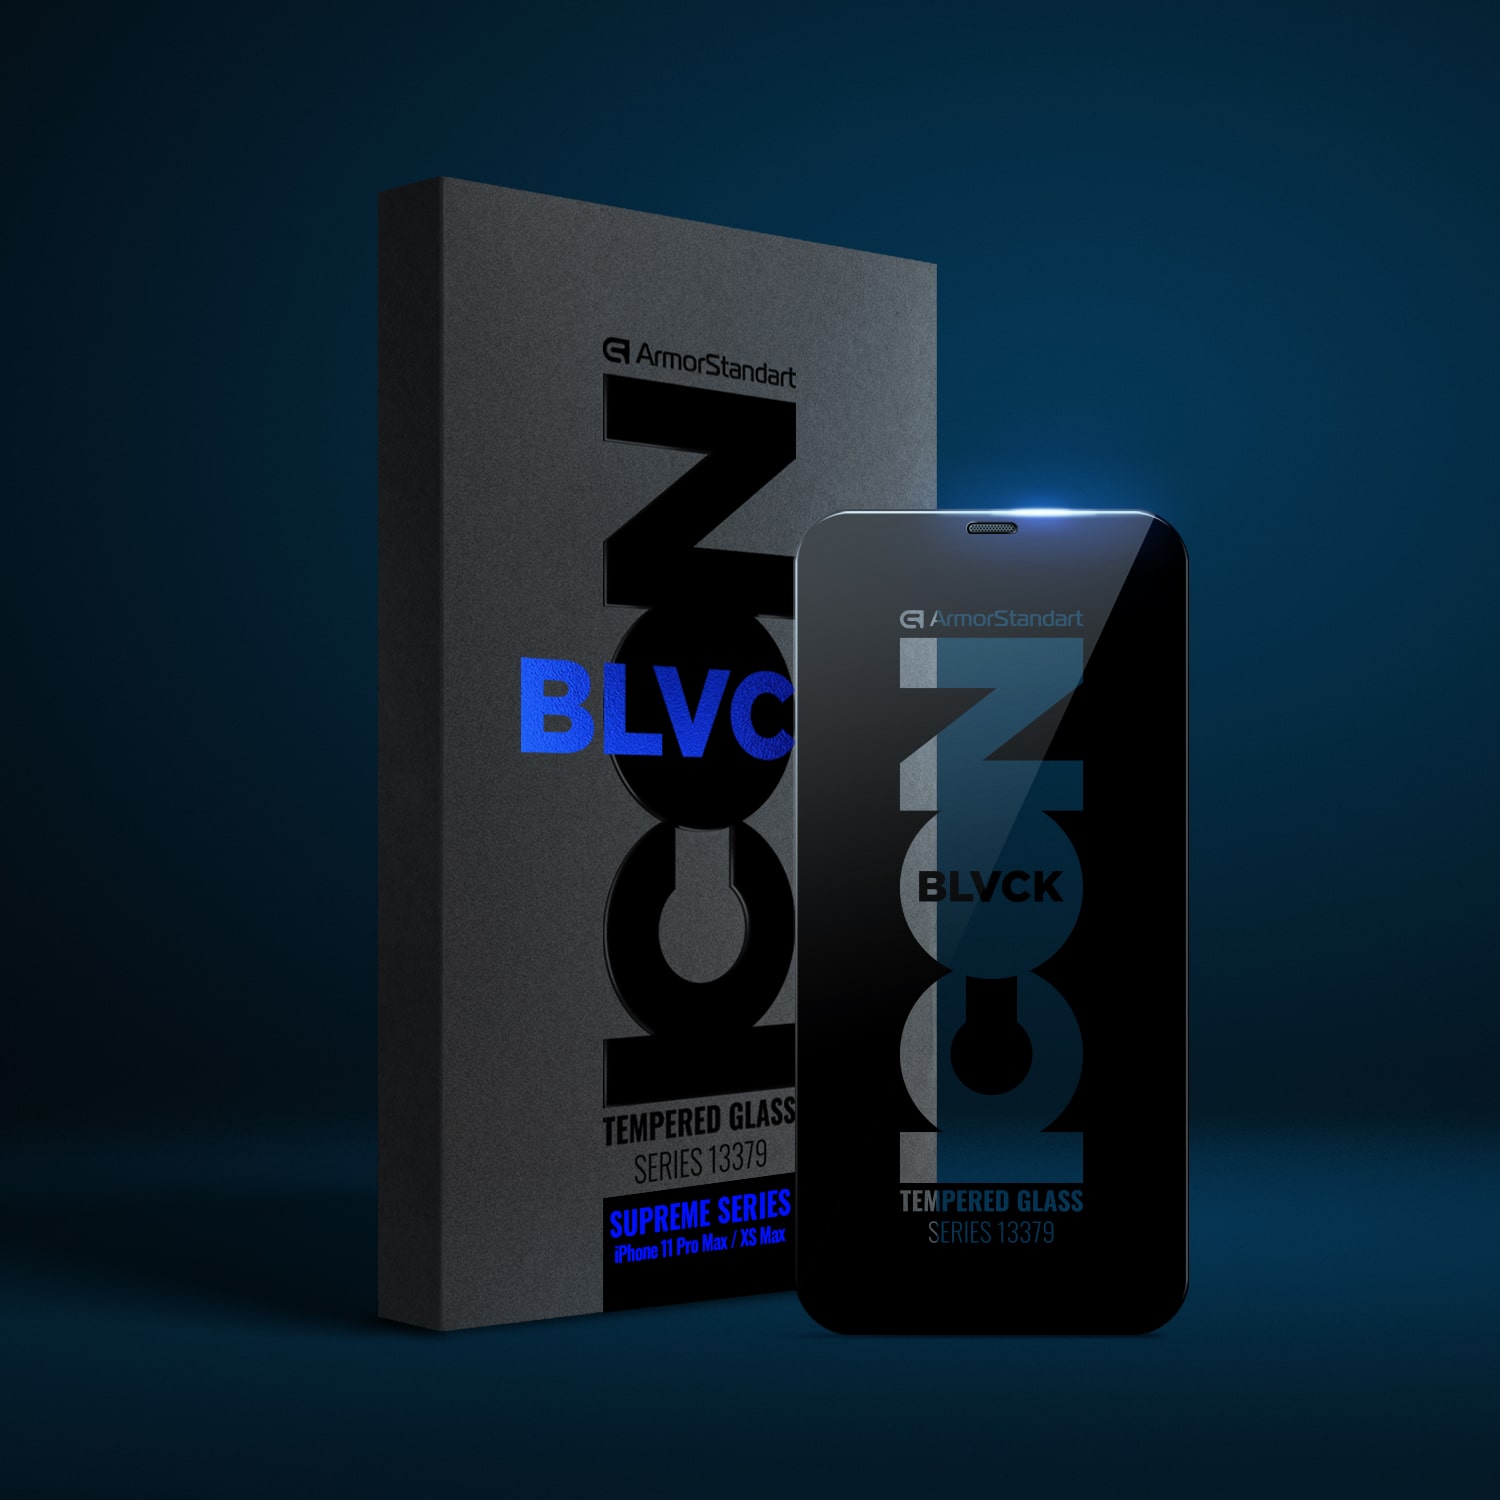 ArmorStandart
ICON
BLVC
TEMPERED GLASS
SERIES 13379
SUPREME SERIES
iPhone 11 Pro Max / XS Max
ArmorStandart
ICON
BLVCK
TEMPERED GLASS
SERIES 13379